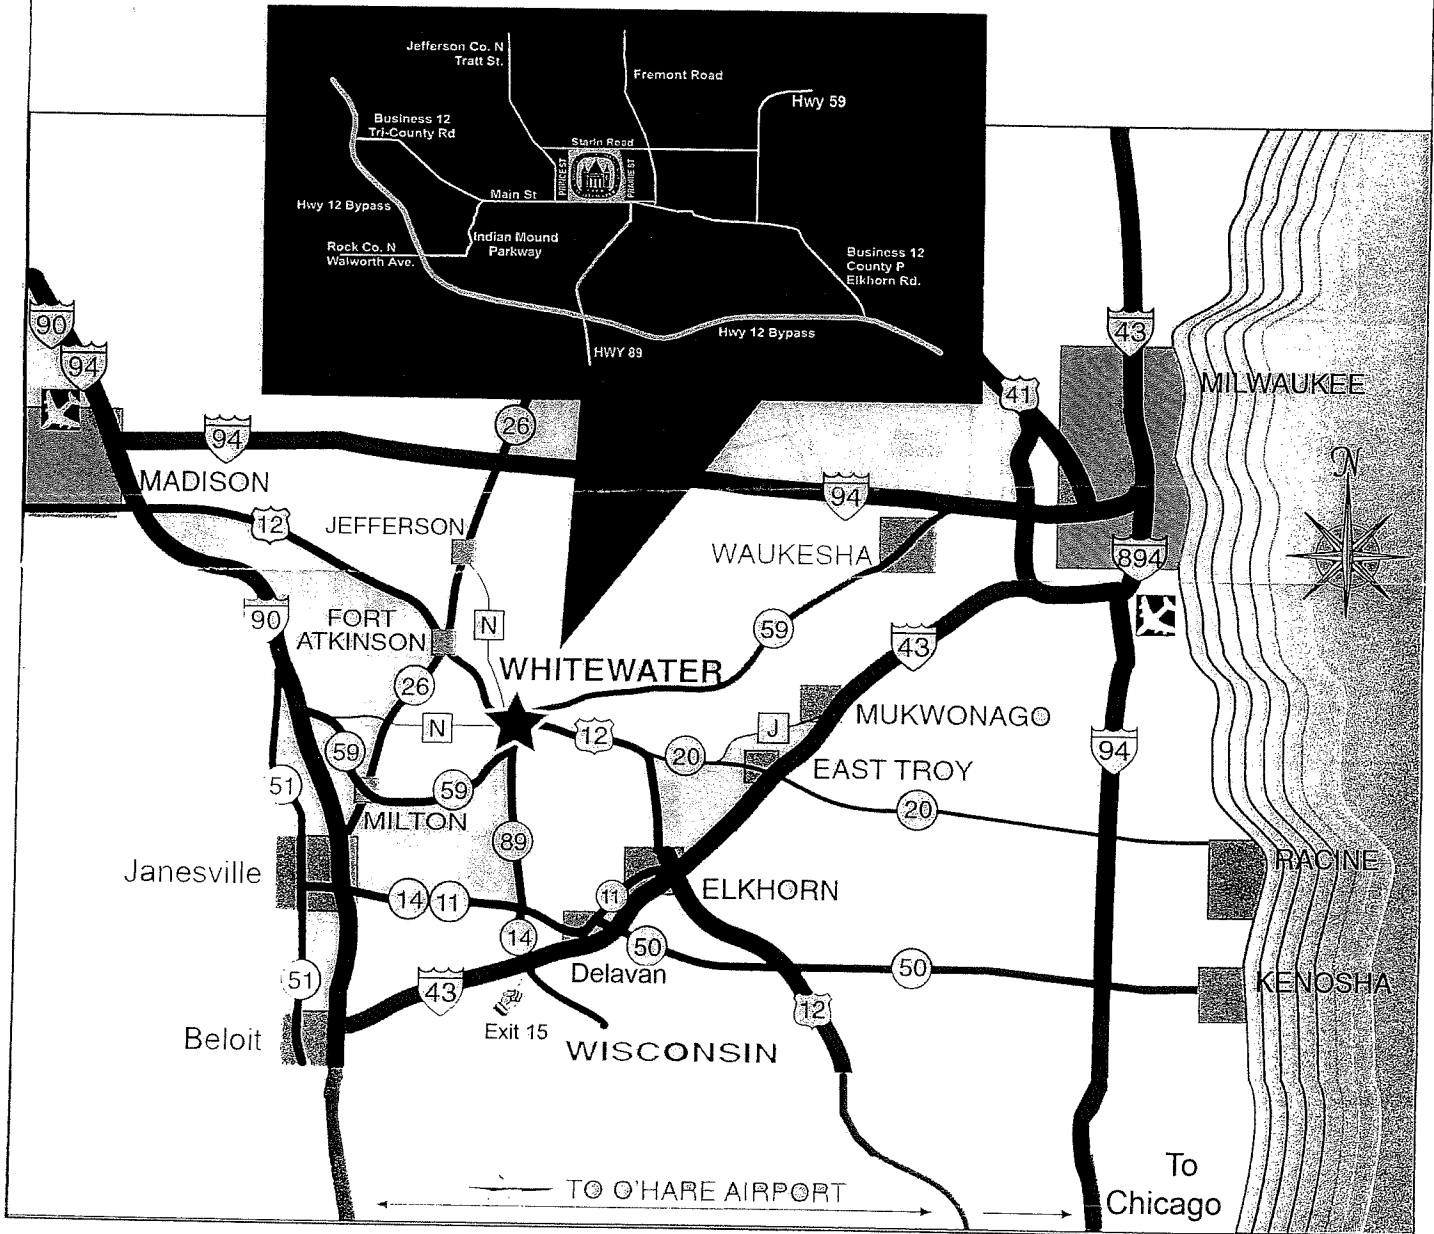 Jefferson Co. N
Tratt St.
Fremont Road
Hwy 59
Business 12
Tri-County Rd
Starin Road
PRINCE ST
PRAIRIE ST
Main St
Hwy 12 Bypass
Indian Mound
Parkway
Rock Co. N
Walworth Ave.
Business 12
County P
Elkhorn Rd.
Hwy 12 Bypass
HWY 89
90
94
43
41
MILWAUKEE
26
94
N
MADISON
94
12
JEFFERSON
WAUKESHA
894
90
FORT
ATKINSON
N
59
43
WHITEWATER
26
N
12
J
MUKWONAGO
59
20
94
51
59
EAST TROY
20
MILTON
89
Janesville
RACINE
14
11
11
ELKHORN
14
50
50
51
43
Delavan
KENOSHA
12
Exit 15
Beloit
WISCONSIN
To
Chicago
TO O'HARE AIRPORT